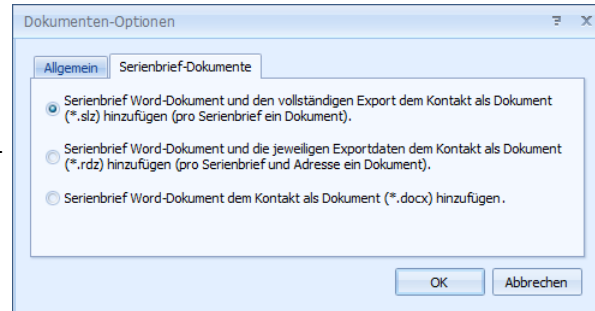 Dokumenten-Optionen
Allgemein Serienbrief-Dokumente
Serienbrief Word-Dokument und den vollständigen Export dem Kontakt als Dokument
(*.slz) hinzufügen (pro Serienbrief ein Dokument).
Serienbrief Word-Dokument und die jeweiligen Exportdaten dem Kontakt als Dokument
(*.rdz) hinzufügen (pro Serienbrief und Adresse ein Dokument).
Serienbrief Word-Dokument dem Kontakt als Dokument (*.docx) hinzufügen.
OK Abbrechen